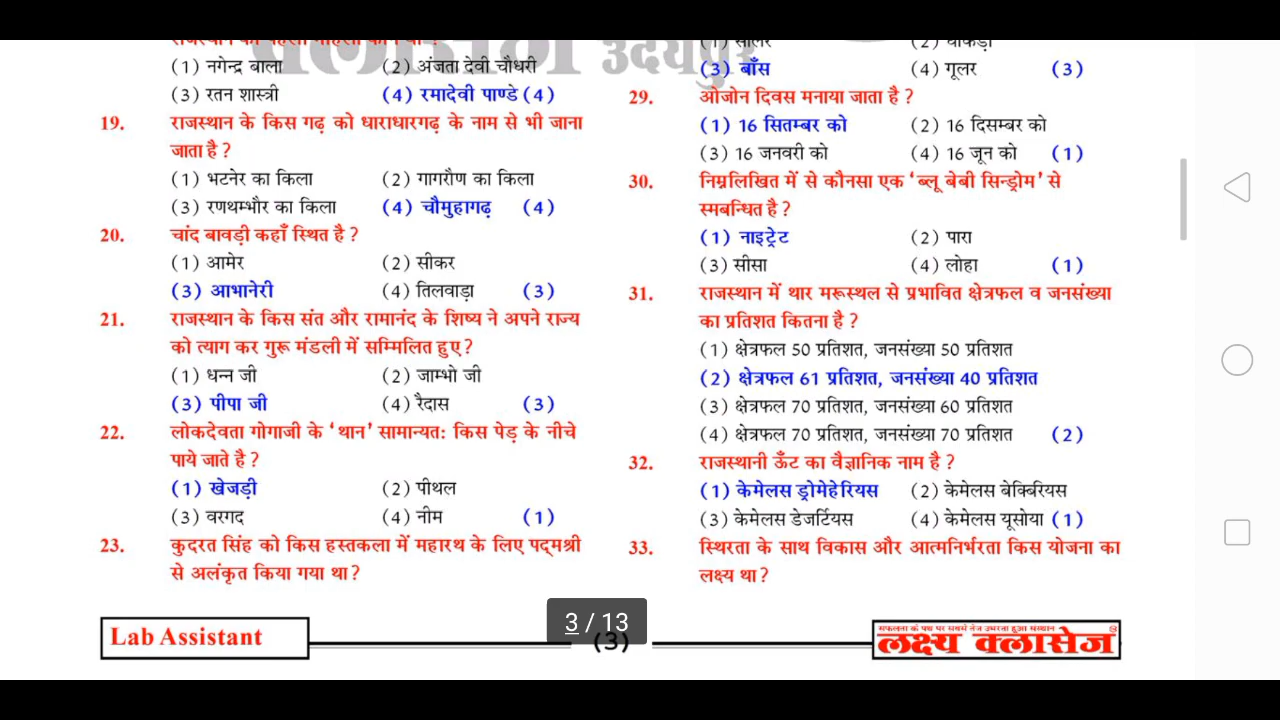 (1) नगेन्द्र बाला (2) अंजता देवी चौधरी
(3) रतन शास्त्री (4) रमादेवी पाण्डे (4)
19. राजस्थान के किस गढ़ को धाराधारगढ़ के नाम से भी जाना
जाता है ?
(1) भटनेर का किला (2) गागरौण का किला
(3) रणथम्भौर का किला (4) चौमुहागढ़ (4)
20. चांद बावड़ी कहाँ स्थित है ?
(1) आमेर (2) सीकर
(3) आभानेरी (4) तिलवाड़ा (3)
21. राजस्थान के किस संत और रामानंद के शिष्य ने अपने राज्य
को त्याग कर गुरू मंडली में सम्मिलित हुए?
(1) धन्न जी (2) जाम्भो जी
(3) पीपा जी (4) रैदास (3)
22. लोकदेवता गोगाजी के 'थान' सामान्यतः किस पेड़ के नीचे
पाये जाते है ?
(1) खेजड़ी (2) पीथल
(3) वरगद (4) नीम (1)
23. कुदरत सिंह को किस हस्तकला में महारथ के लिए पद्मश्री
से अलंकृत किया गया था?
(3) बाँस (4) गूलर (3)
29. ओजोन दिवस मनाया जाता है ?
(1) 16 सितम्बर को (2) 16 दिसम्बर को
(3) 16 जनवरी को (4) 16 जून को (1)
30. निम्नलिखित में से कौनसा एक 'ब्लू बेबी सिन्ड्रोम' से
स्मबन्धित है ?
(1) नाइट्रेट (2) पारा
(3) सीसा (4) लोहा (1)
31. राजस्थान में थार मरूस्थल से प्रभावित क्षेत्रफल व जनसंख्या
का प्रतिशत कितना है ?
(1) क्षेत्रफल 50 प्रतिशत, जनसंख्या 50 प्रतिशत
(2) क्षेत्रफल 61 प्रतिशत, जनसंख्या 40 प्रतिशत
(3) क्षेत्रफल 70 प्रतिशत, जनसंख्या 60 प्रतिशत
(4) क्षेत्रफल 70 प्रतिशत, जनसंख्या 70 प्रतिशत (2)
32. राजस्थानी ऊँट का वैज्ञानिक नाम है ?
(1) केमेलस ड्रोमेहेरियस (2) केमेलस बेक्बिरियस
(3) केमेलस डेजर्टियस (4) केमेलस यूसोया (1)
33. स्थिरता के साथ विकास और आत्मनिर्भरता किस योजना का
लक्ष्य था ?
उदयपुर
Lab Assistant
3 / 13
(3)
सफलता के पथ पर सबसे तेज उभरता हुआ संस्थान
लक्ष्य क्लासेज